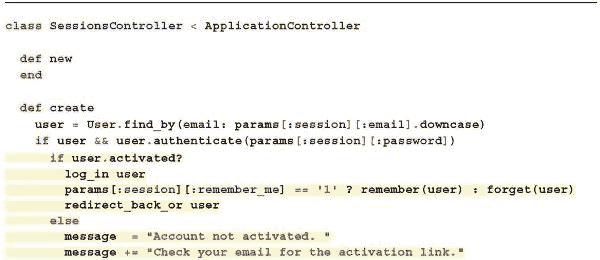 class SessionsController < ApplicationController
def new
end
def create
user = User.find_by(email: params[:session][:email].downcase)
if user && user.authenticate(params[:session][:password])
if user.activated?
log_in user
params[:session][:remember_me] == '1' ? remember(user) : forget(user)
redirect_back_or user
else
message = "Account not activated. "
message += "Check your email for the activation link."